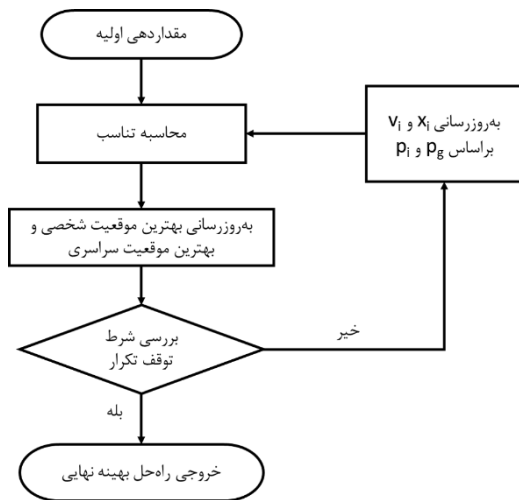 مقداردهی اولیه
محاسبه تناسب
به‌روزرسانی xi و vi
براساس pg و pi
به‌روزرسانی بهترین موقعیت شخصی و
بهترین موقعیت سراسری
بررسی شرط
توقف تکرار
خیر
بله
خروجی راه‌حل بهینه نهایی